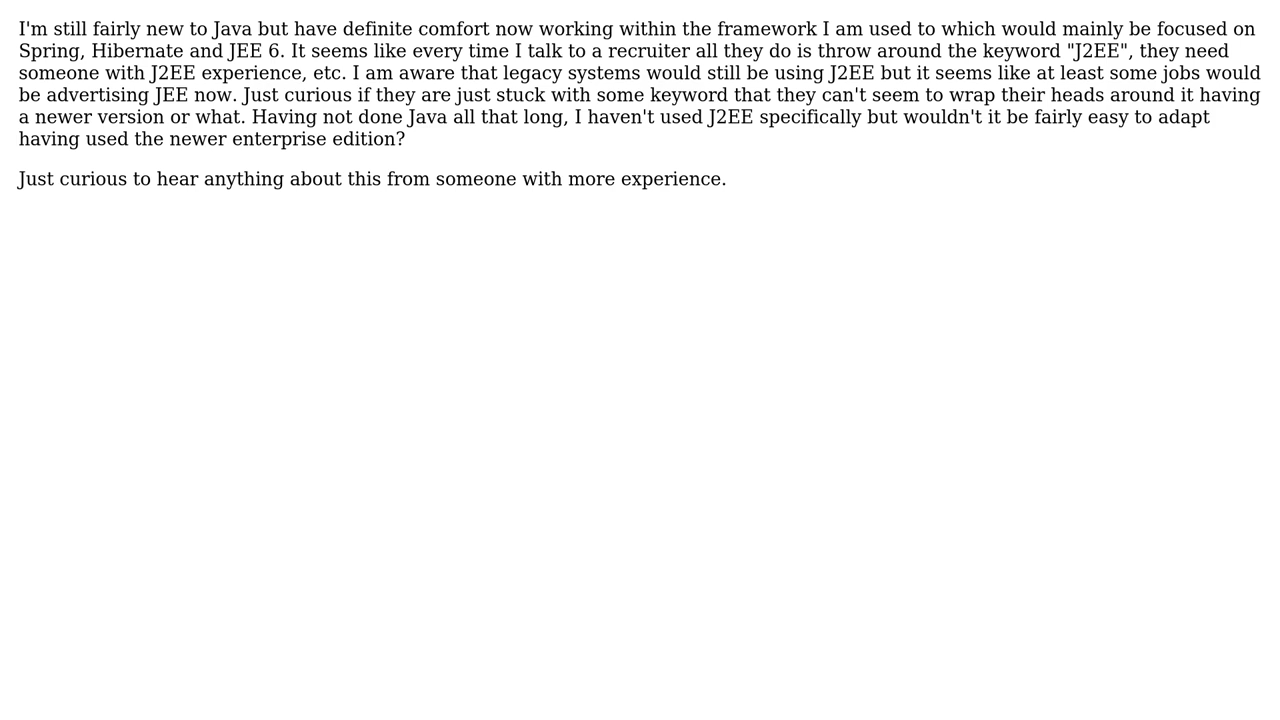 I'm still fairly new to Java but have definite comfort now working within the framework I am used to which would mainly be focused on
Spring, Hibernate and JEE 6. It seems like every time I talk to a recruiter all they do is throw around the keyword "J2EE", they need
someone with J2EE experience, etc. I am aware that legacy systems would still be using J2EE but it seems like at least some jobs would
be advertising JEE now. Just curious if they are just stuck with some keyword that they can't seem to wrap their heads around it having
a newer version or what. Having not done Java all that long, I haven't used J2EE specifically but wouldn't it be fairly easy to adapt
having used the newer enterprise edition?
Just curious to hear anything about this from someone with more experience.